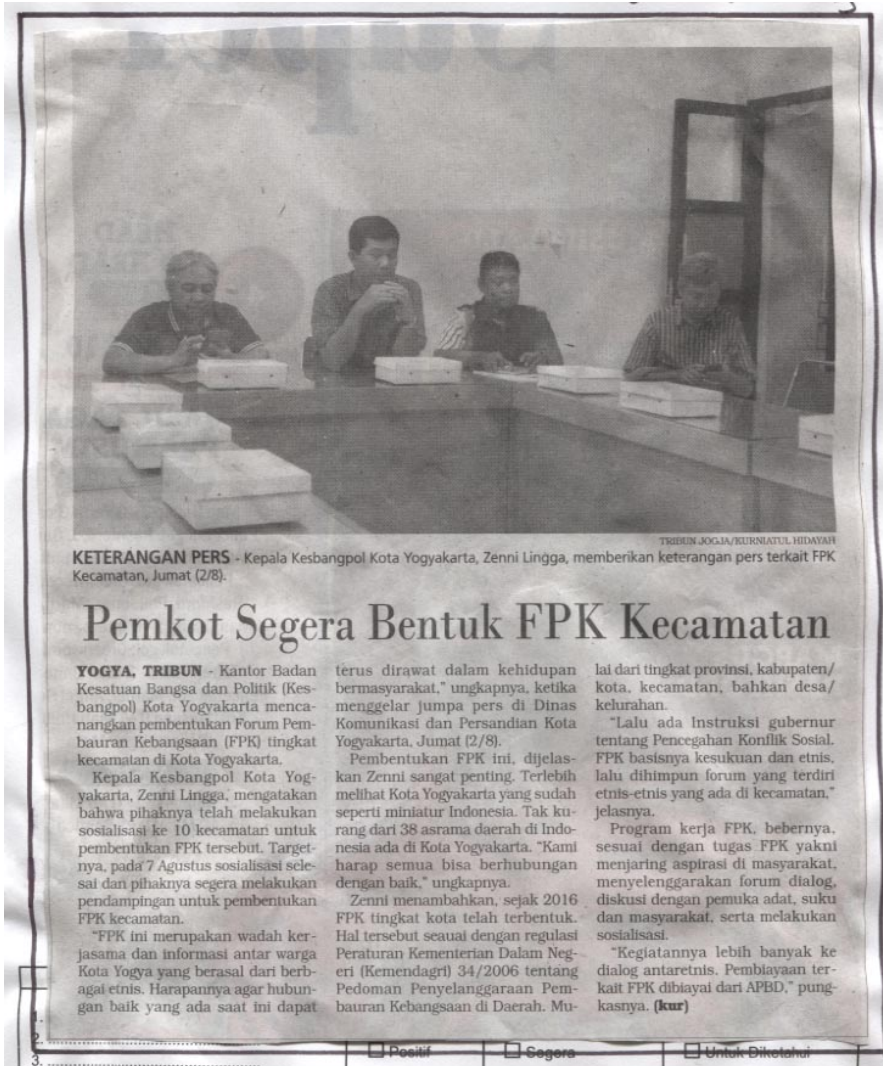 TRIBUN JOGJA/KURNIATUL HIDAYAH
KETERANGAN PERS - Kepala Kesbangpol Kota Yogyakarta, Zenni Lingga, memberikan keterangan pers terkait FPK
Kecamatan, Jumat (2/8).
Pemkot Segera Bentuk FPK Kecamatan
YOGYA, TRIBUN - Kantor Badan
Kesatuan Bangsa dan Politik (Kes-
bangpol) Kota Yogyakarta menca-
nangkan pembentukan Forum Pem-
bauran Kebangsaan (FPK) tingkat
kecamatan di Kota Yogyakarta.
Kepala Kesbangpol Kota Yog-
yakarta, Zenni Lingga, mengatakan
bahwa pihaknya telah melakukan
sosialisasi ke 10 kecamatan untuk
pembentukan FPK tersebut. Target-
nya, pada 7 Agustus sosialisasi sele-
sai dan pihaknya segera melakukan
pendampingan untuk pembentukan
FPK kecamatan.
"FPK ini merupakan wadah ker-
jasama dan informasi antar warga
Kota Yogya yang berasal dari berb-
agai etnis. Harapannya agar hubun-
gan baik yang ada saat ini dapat
terus dirawat dalam kehidupan
bermasyarakat," ungkapnya, ketika
menggelar jumpa pers di Dinas
Komunikasi dan Persandian Kota
Yogyakarta, Jumat (2/8).
Pembentukan FPK ini, dijelas-
kan Zenni sangat penting. Terlebih
melihat Kota Yogyakarta yang sudah
seperti miniatur Indonesia. Tak ku-
rang dari 38 asrama daerah di Indo-
nesia ada di Kota Yogyakarta. "Kami
harap semua bisa berhubungan
dengan baik," ungkapnya.
Zenni menambahkan, sejak 2016
FPK tingkat kota telah terbentuk.
Hal tersebut seauai dengan regulasi
Peraturan Kementerian Dalam Neg-
eri (Kemendagri) 34/2006 tentang
Pedoman Penyelanggaraan Pem-
bauran Kebangsaan di Daerah. Mu-
lai dari tingkat provinsi, kabupaten/
kota, kecamatan, bahkan desa/
kelurahan.
"Lalu ada Instruksi gubernur
tentang Pencegahan Konflik Sosial.
FPK basisnya kesukuan dan etnis,
lalu dihimpun forum yang terdiri
etnis-etnis yang ada di kecamatan,"
jelasnya.
Program kerja FPK, bebernya,
sesuai dengan tugas FPK yakni
menjaring aspirasi di masyarakat,
menyelenggarakan forum dialog,
diskusi dengan pemuka adat, suku
dan masyarakat, serta melakukan
sosialisasi.
"Kegiatannya lebih banyak ke
dialog antaretnis. Pembiayaan ter-
kait FPK dibiayai dari APBD," pung-
kasnya. (kur)
1.
2.
3.
Positif Segera Untuk Diketahui